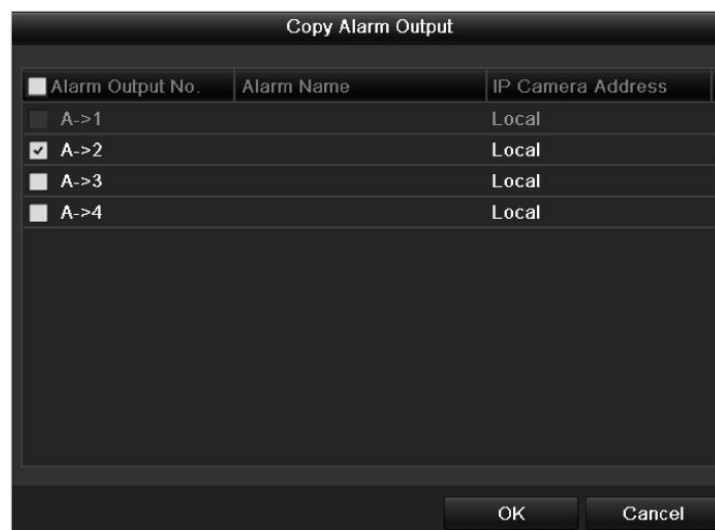 Copy Alarm Output
Alarm Output No. Alarm Name IP Camera Address
A->1 Local
A->2 Local
A->3 Local
A->4 Local
OK Cancel